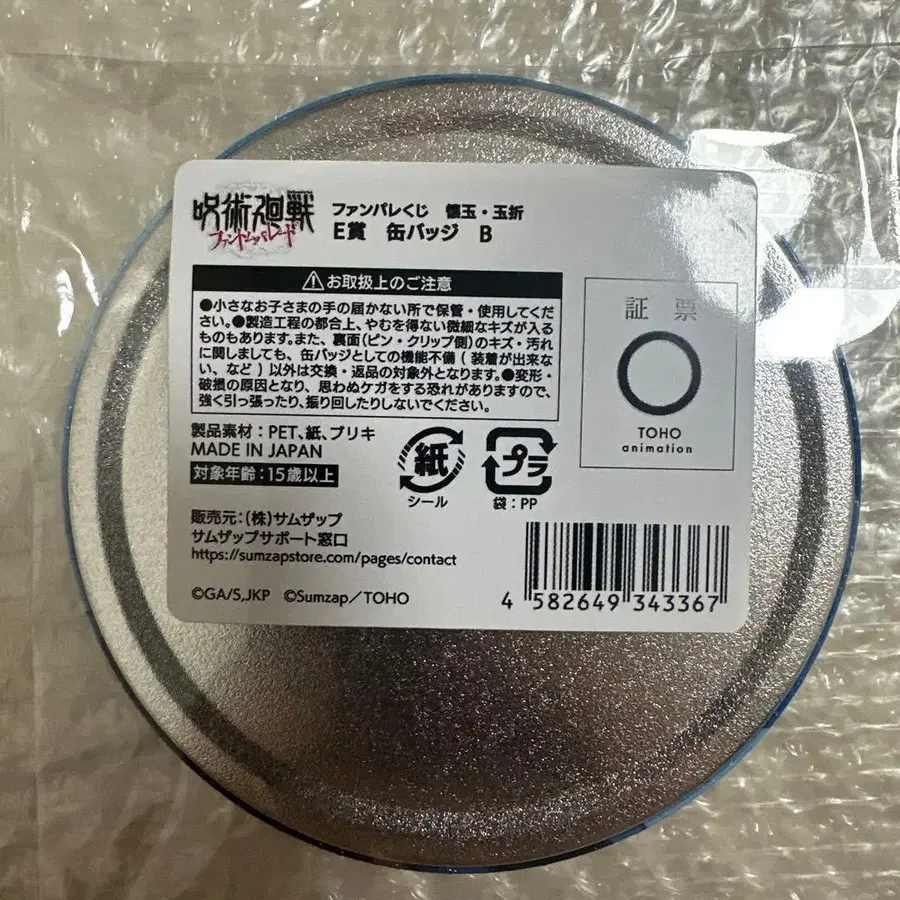 呪術廻戦
ファントムパレード
ファンパレくじ 懐玉・玉折
E賞 缶バッジ B
お取扱上のご注意
●小さなお子さまの手の届かない所で保管・使用してくだ
さい。●製造工程の都合上、やむを得ない微細なキズが入る
ものもあります。また、裏面(ピン・クリップ側)のキズ・汚れ
に関しましても、缶バッジとしての機能不備(装着が出来な
い、など)以外は交換・返品の対象外となります。●変形・
破損の原因となり、思わぬケガをする恐れがありますので、
強く引っ張ったり、振り回したりしないでください。
製品素材：PET、紙、ブリキ
MADE IN JAPAN
対象年齢：15歳以上
紙
シール
プラ
袋：PP
証票
TOHO
animation
販売元：(株)サムザップ
サムザップサポート窓口
https://sumzapstore.com/pages/contact
©GA/S,JKP ©Sumzap／TOHO
4 582649 343367